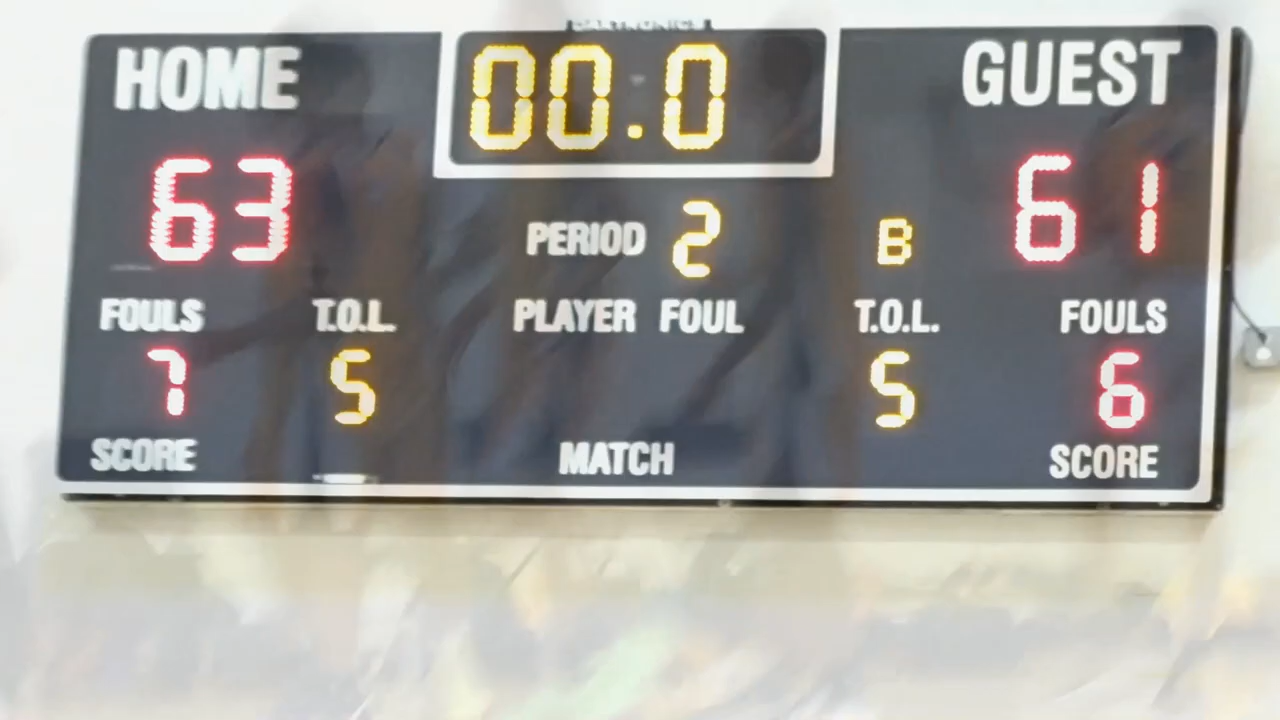 DAKTRONICS
HOME 00.0 GUEST
63 61
PERIOD 2 B
FOULS T.O.L. PLAYER FOUL T.O.L. FOULS
7 5 5 6
SCORE MATCH SCORE